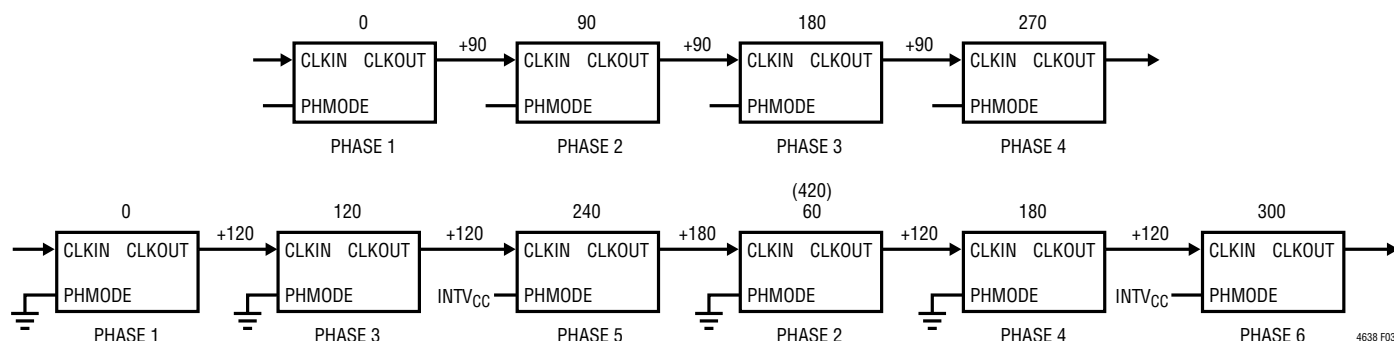 0 90 180 270
+90 +90 +90
CLKIN CLKOUT CLKIN CLKOUT CLKIN CLKOUT CLKIN CLKOUT
PHMODE PHMODE PHMODE PHMODE
PHASE 1 PHASE 2 PHASE 3 PHASE 4
(420)
0 120 240 60 180 300
+120 +120 +180 +120 +120
CLKIN CLKOUT CLKIN CLKOUT CLKIN CLKOUT CLKIN CLKOUT CLKIN CLKOUT CLKIN CLKOUT
PHMODE PHMODE INTVCC PHMODE PHMODE PHMODE INTVCC PHMODE
PHASE 1 PHASE 3 PHASE 5 PHASE 2 PHASE 4 PHASE 6
4638 F03